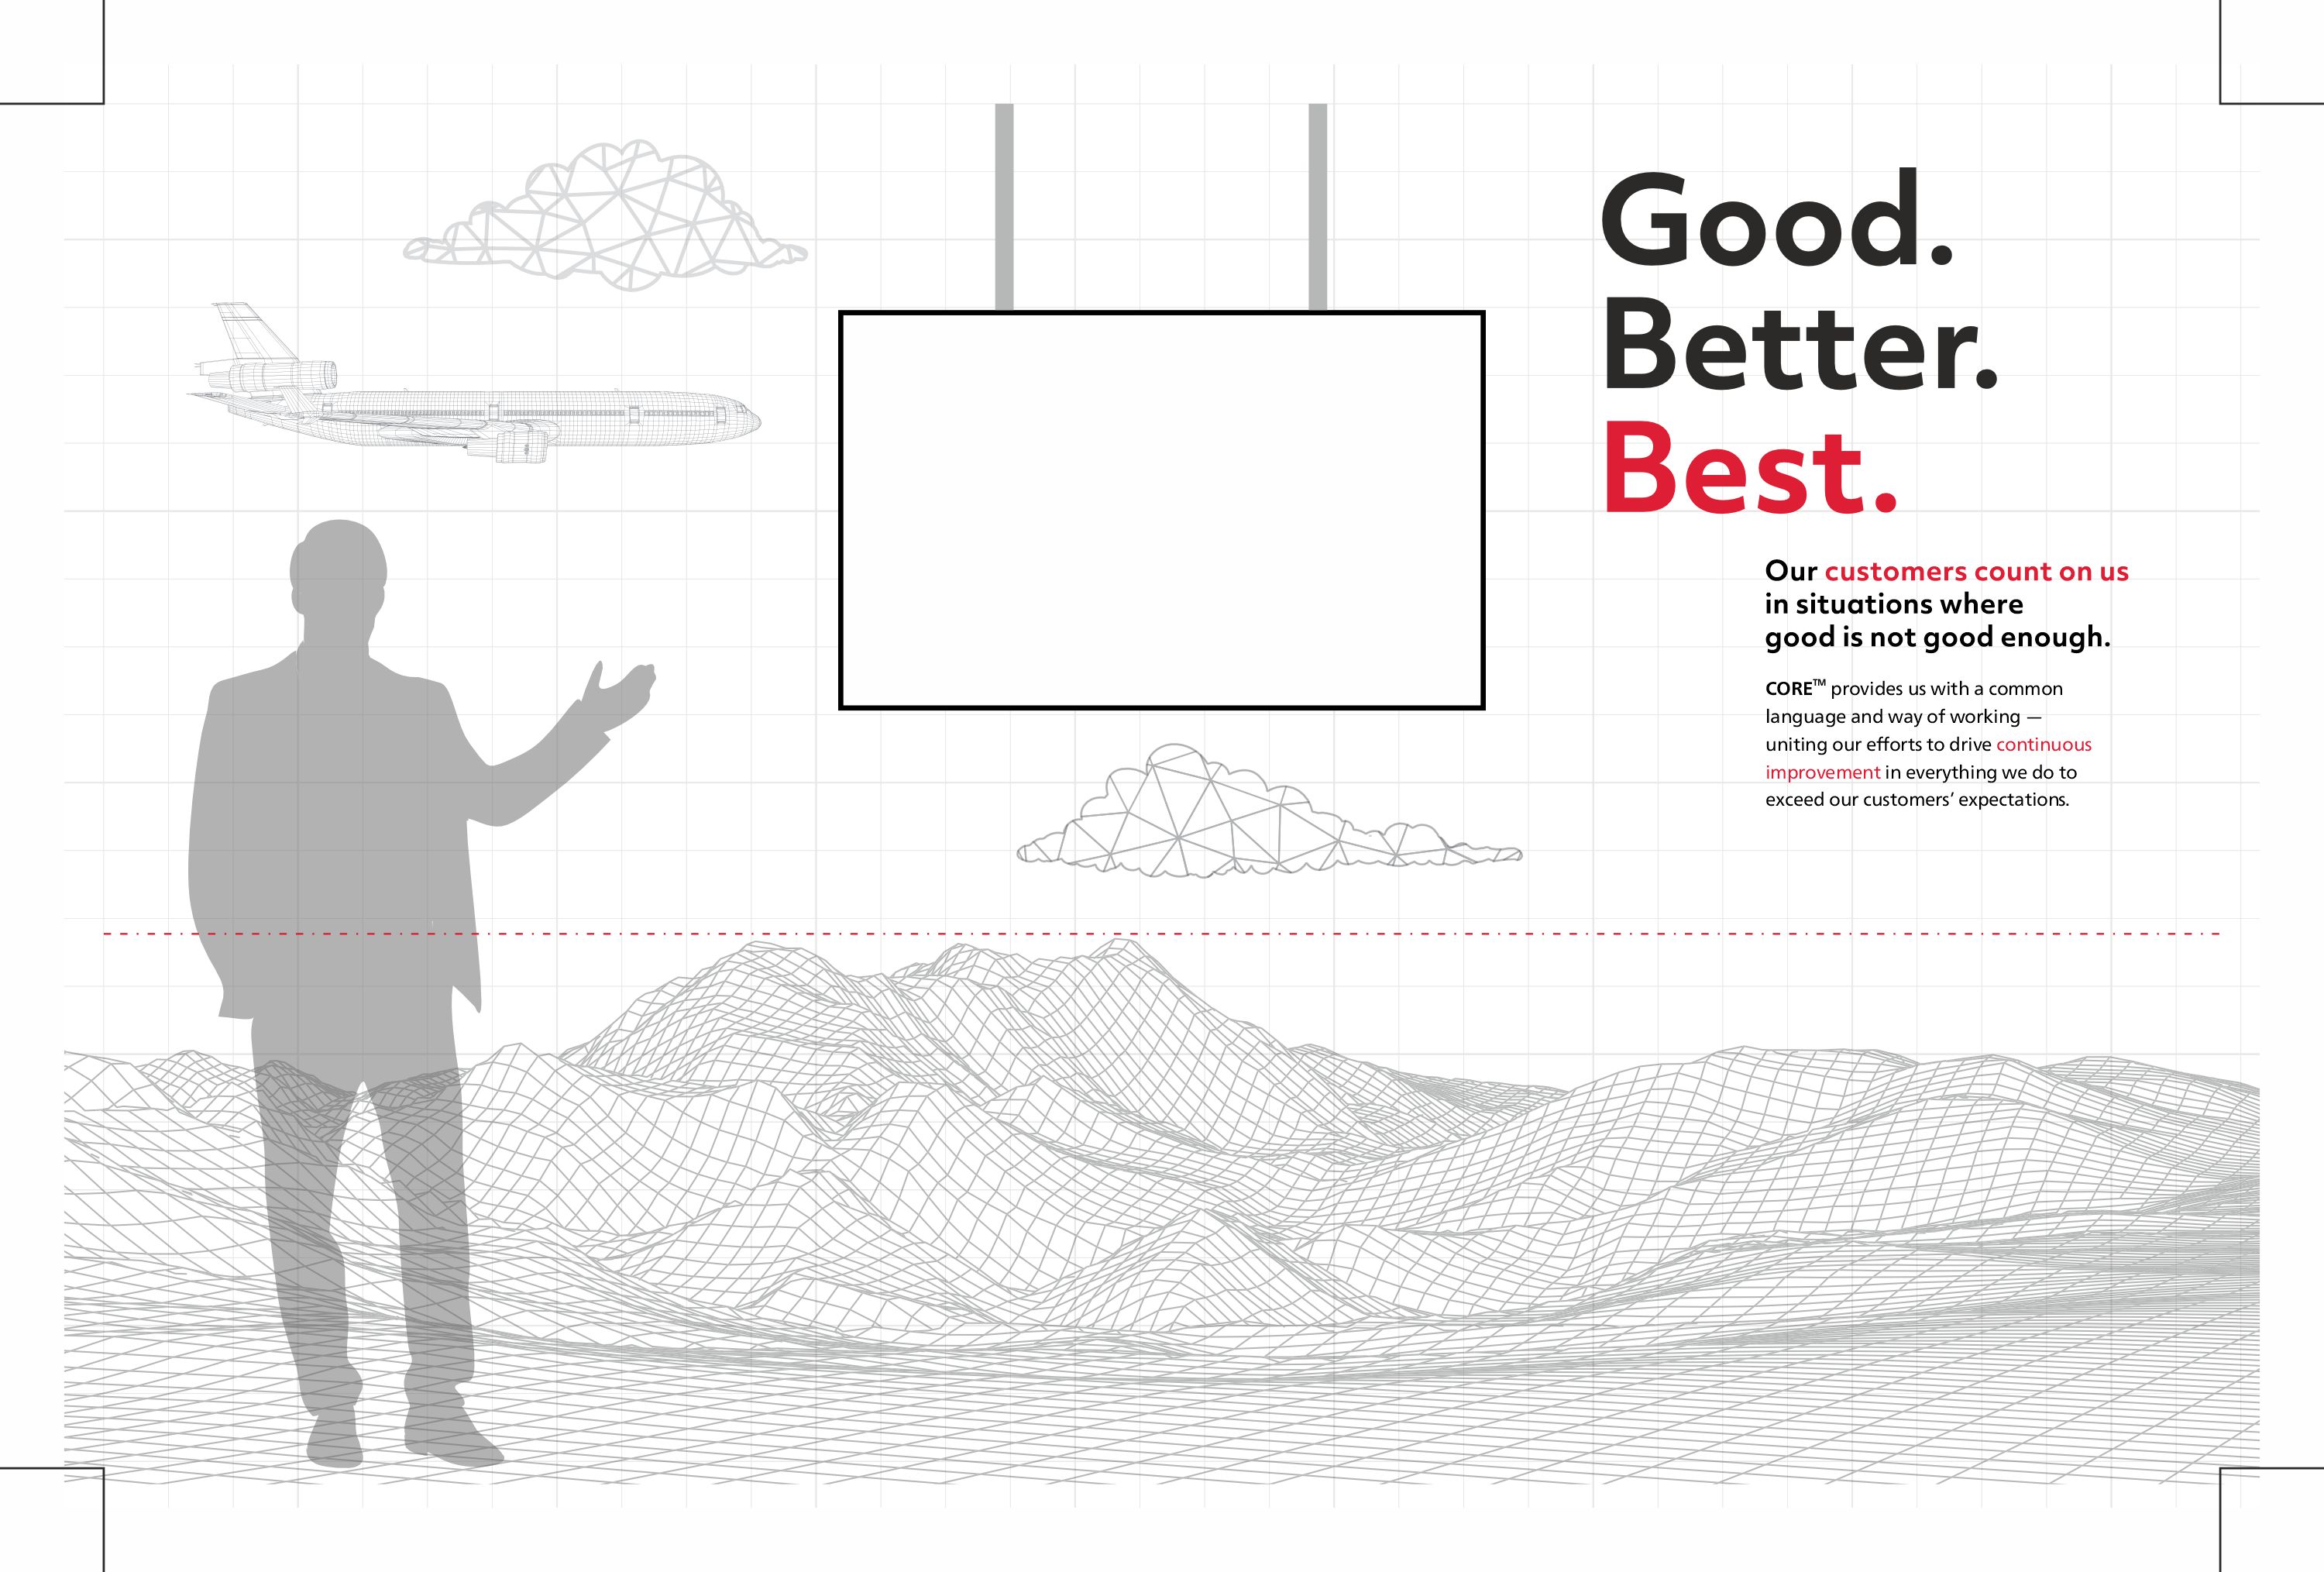 Good.
Better.
Best.
Our customers count on us
in situations where
good is not good enough.
CORE™ provides us with a common
language and way of working —
uniting our efforts to drive continuous
improvement in everything we do to
exceed our customers’ expectations.